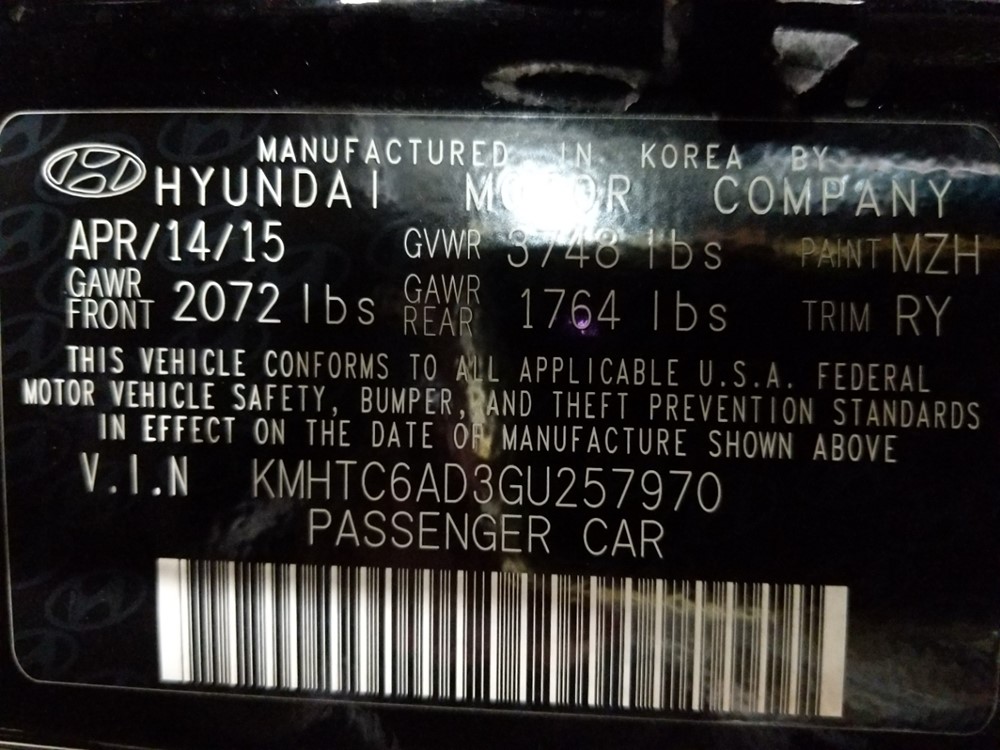 MANUFACTURED IN KOREA BY
HYUNDAI MOTOR COMPANY
APR/14/15 GVWR 3748 lbs PAINT MZH
GAWR FRONT 2072 lbs GAWR REAR 1764 lbs TRIM RY
THIS VEHICLE CONFORMS TO ALL APPLICABLE U.S.A. FEDERAL
MOTOR VEHICLE SAFETY, BUMPER, AND THEFT PREVENTION STANDARDS
IN EFFECT ON THE DATE OF MANUFACTURE SHOWN ABOVE
V.I.N KMHTC6AD3GU257970
PASSENGER CAR